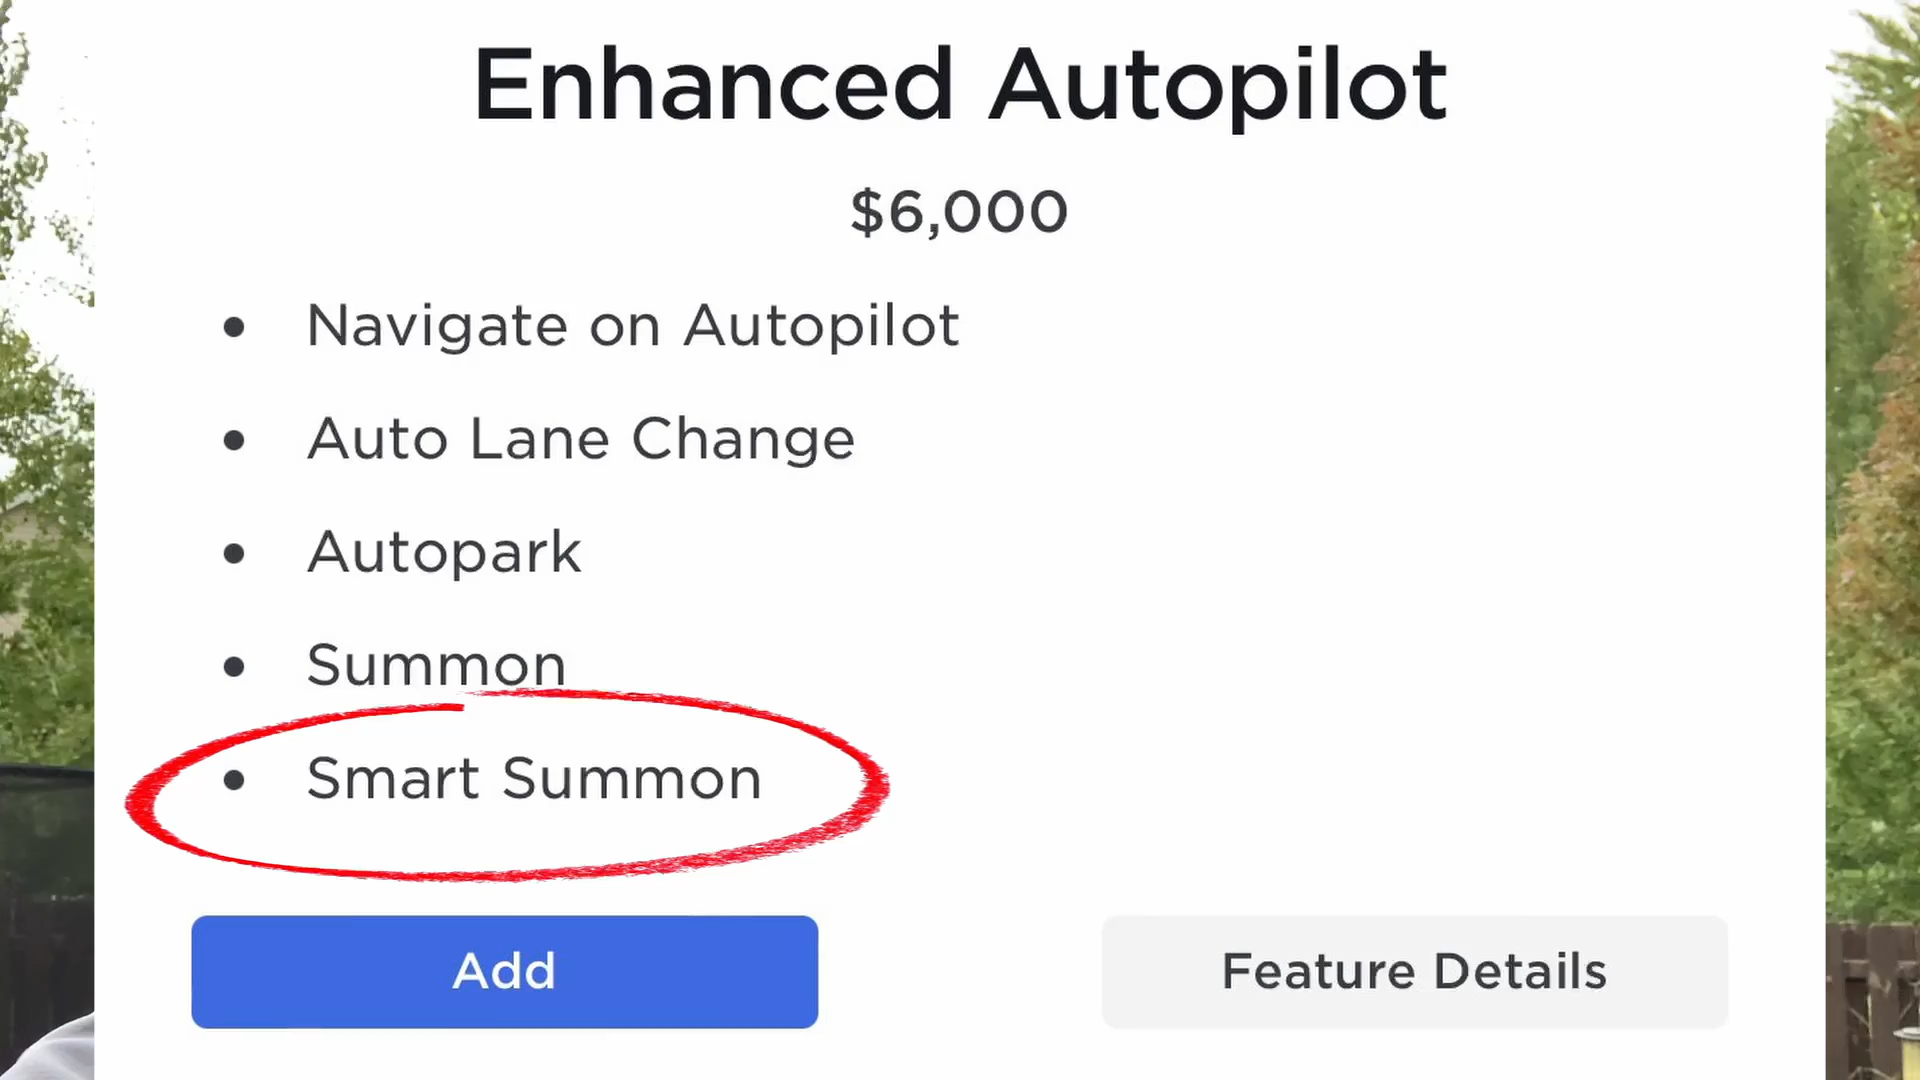 Enhanced Autopilot
$6,000
• Navigate on Autopilot
• Auto Lane Change
• Autopark
• Summon
• Smart Summon
Add
Feature Details